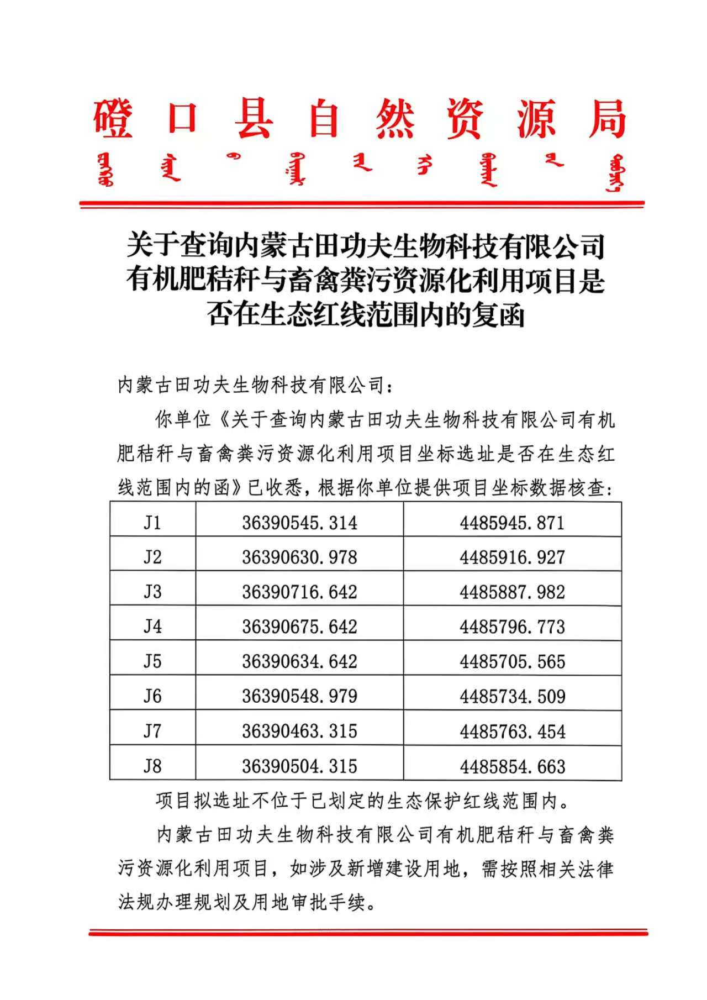 磴口县自然资源局
关于查询内蒙古田功夫生物科技有限公司
有机肥秸秆与畜禽粪污资源化利用项目是
否在生态红线范围内的复函
内蒙古田功夫生物科技有限公司：
你单位《关于查询内蒙古田功夫生物科技有限公司有机
肥秸秆与畜禽粪污资源化利用项目坐标选址是否在生态红
线范围内的函》已收悉，根据你单位提供项目坐标数据核查：
J1 36390545.314 4485945.871
J2 36390630.978 4485916.927
J3 36390716.642 4485887.982
J4 36390675.642 4485796.773
J5 36390634.642 4485705.565
J6 36390548.979 4485734.509
J7 36390463.315 4485763.454
J8 36390504.315 4485854.663
项目拟选址不位于已划定的生态保护红线范围内。
内蒙古田功夫生物科技有限公司有机肥秸秆与畜禽粪
污资源化利用项目，如涉及新增建设用地，需按照相关法律
法规办理规划及用地审批手续。